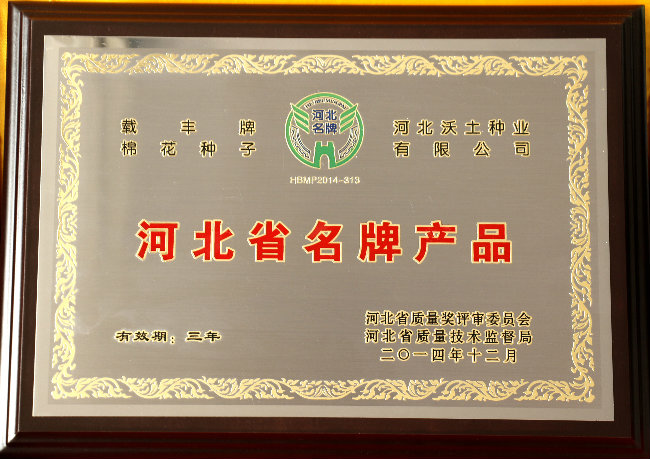 载丰牌
棉花种子
河北
名牌
HBMP2014-313
河北沃土种业
有限公司
河北省名牌产品
有效期：三年
河北省质量奖评审委员会
河北省质量技术监督局
二〇一四年十二月